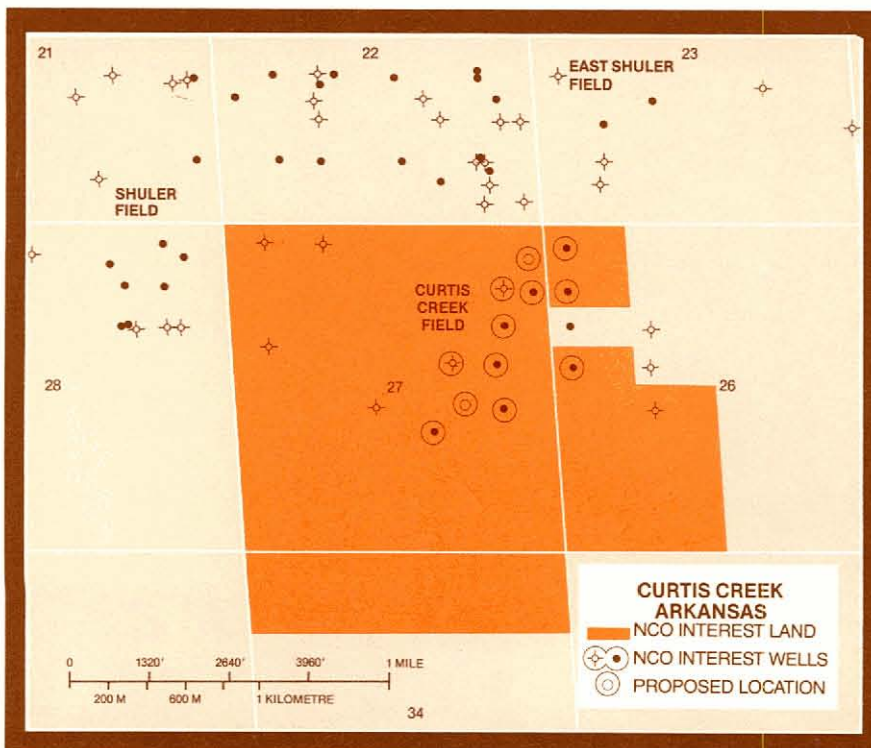 21
22
23
EAST SHULER
FIELD
SHULER
FIELD
CURTIS
CREEK
FIELD
28
27
26
CURTIS CREEK
ARKANSAS
NCO INTEREST LAND
NCO INTEREST WELLS
PROPOSED LOCATION
0 1320' 2640' 3960' 1 MILE
200 M 600 M 1 KILOMETRE
34